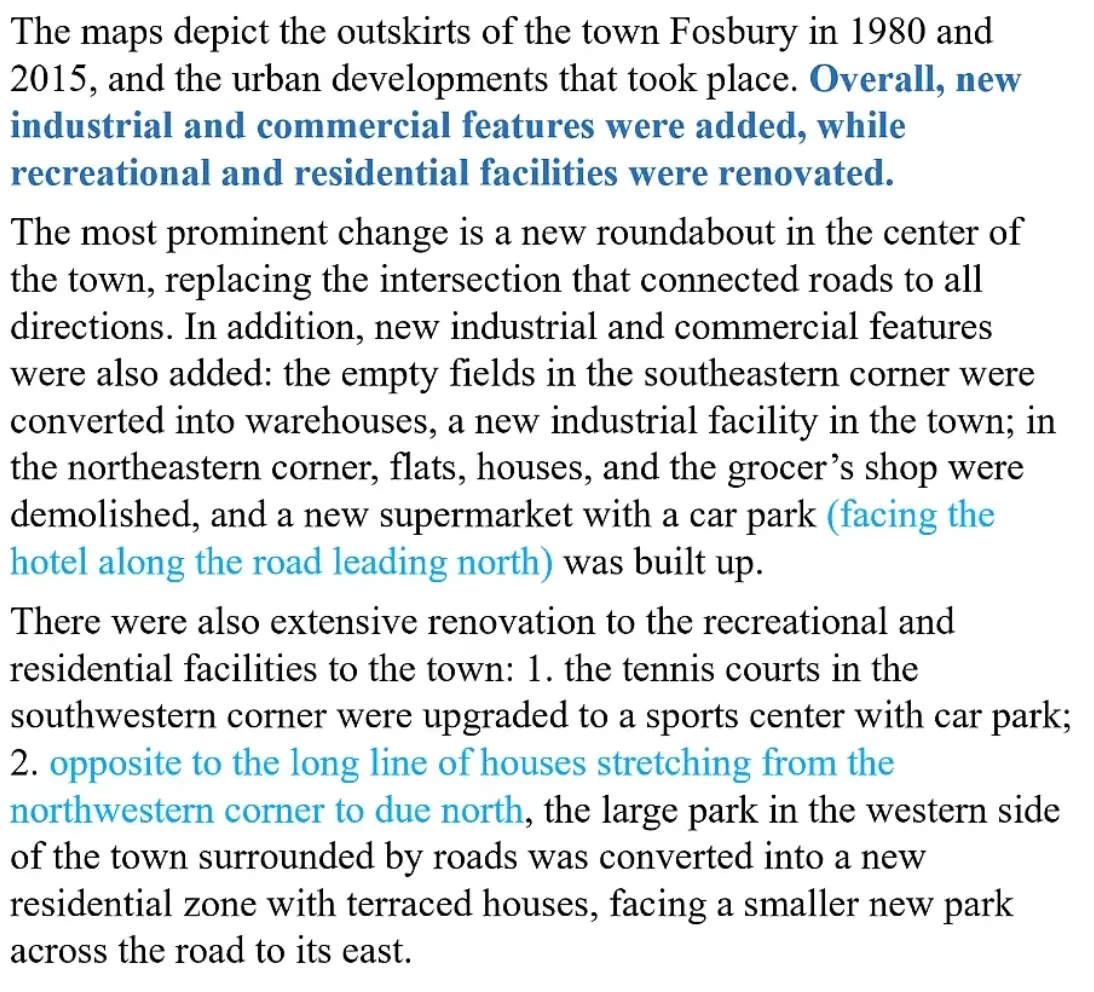 The maps depict the outskirts of the town Fosbury in 1980 and
2015, and the urban developments that took place. Overall, new
industrial and commercial features were added, while
recreational and residential facilities were renovated.
The most prominent change is a new roundabout in the center of
the town, replacing the intersection that connected roads to all
directions. In addition, new industrial and commercial features
were also added: the empty fields in the southeastern corner were
converted into warehouses, a new industrial facility in the town; in
the northeastern corner, flats, houses, and the grocer’s shop were
demolished, and a new supermarket with a car park (facing the
hotel along the road leading north) was built up.
There were also extensive renovation to the recreational and
residential facilities to the town: 1. the tennis courts in the
southwestern corner were upgraded to a sports center with car park;
2. opposite to the long line of houses stretching from the
northwestern corner to due north, the large park in the western side
of the town surrounded by roads was converted into a new
residential zone with terraced houses, facing a smaller new park
across the road to its east.